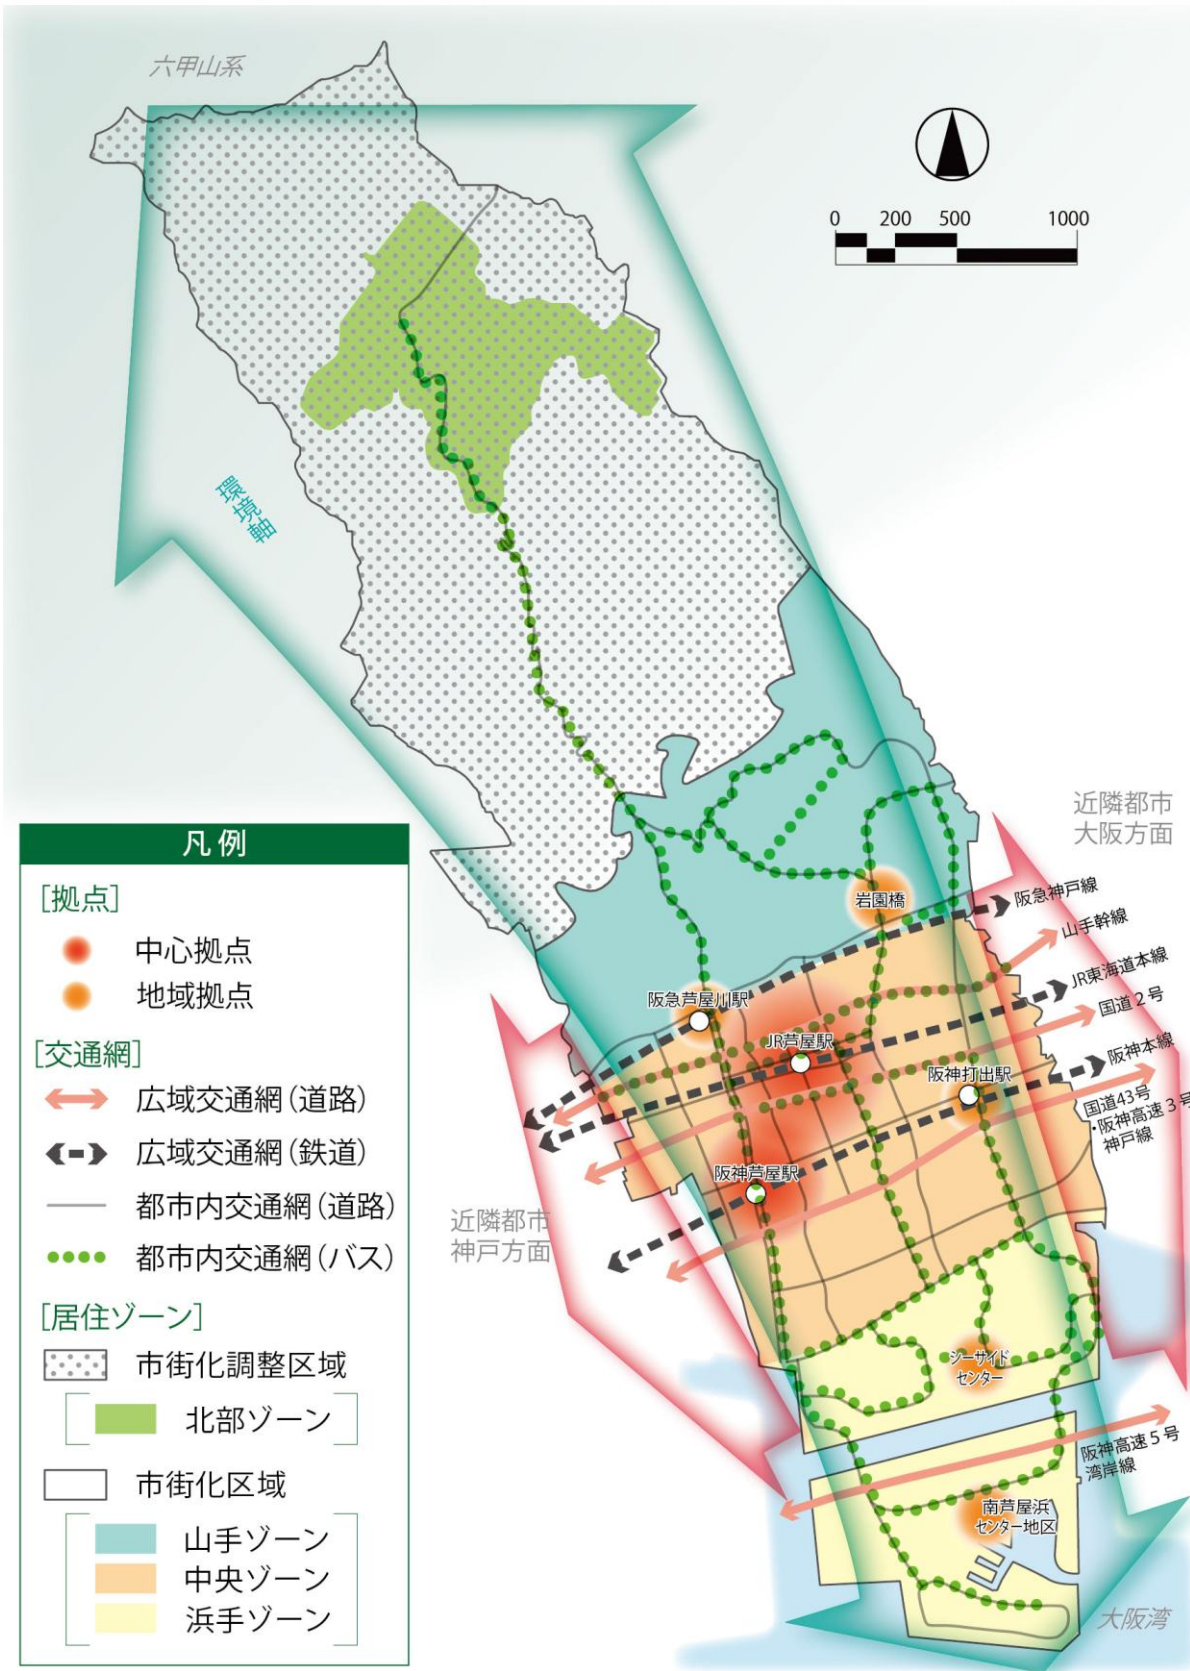 六甲山系
0 200 500 1000
環境軸
近隣都市
大阪方面
岩園橋
阪急神戸線
山手幹線
JR東海道本線
国道2号
阪神本線
国道43号
・阪神高速3号
神戸線
阪急芦屋川駅
JR芦屋駅
阪神打出駅
阪神芦屋駅
近隣都市
神戸方面
シーサイド
センター
阪神高速5号
湾岸線
南芦屋浜
センター地区
大阪湾
凡例
[拠点]
中心拠点
地域拠点
[交通網]
広域交通網(道路)
広域交通網(鉄道)
都市内交通網(道路)
都市内交通網(バス)
[居住ゾーン]
市街化調整区域
北部ゾーン
市街化区域
山手ゾーン
中央ゾーン
浜手ゾーン